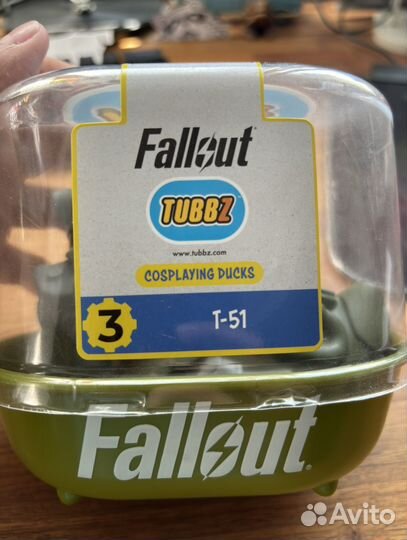 Fallout
TUBBZ
www.tubbz.com
COSPLAYING DUCKS
3
T-51
Fallout
Avito